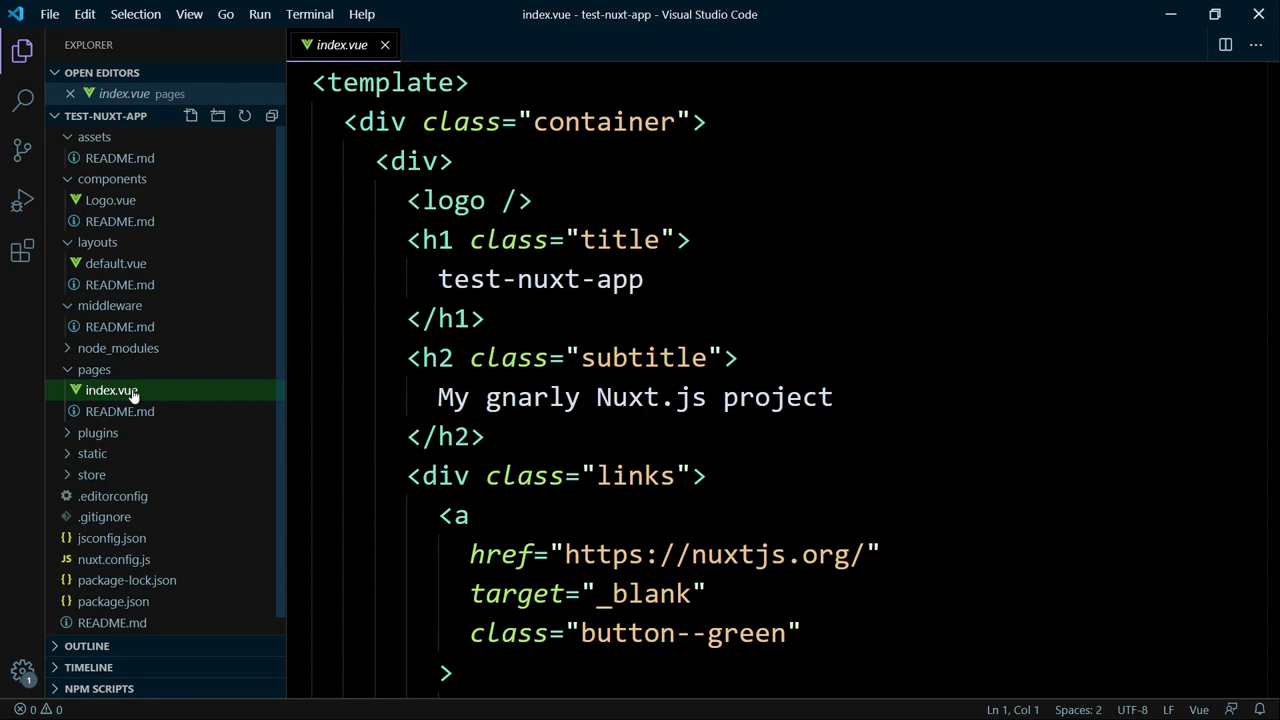 File Edit Selection View Go Run Terminal Help
index.vue - test-nuxt-app - Visual Studio Code
EXPLORER
OPEN EDITORS
index.vue pages
TEST-NUXT-APP
assets
README.md
components
Logo.vue
README.md
layouts
default.vue
README.md
middleware
README.md
node_modules
pages
index.vue
README.md
plugins
static
store
.editorconfig
.gitignore
{} jsconfig.json
JS nuxt.config.js
{} package-lock.json
{} package.json
README.md
OUTLINE
TIMELINE
NPM SCRIPTS
index.vue
<template>
<div class="container">
<div>
<logo />
<h1 class="title">
test-nuxt-app
</h1>
<h2 class="subtitle">
My gnarly Nuxt.js project
</h2>
<div class="links">
<a
href="https://nuxtjs.org/"
target="_blank"
class="button--green"
>
1
0 0
Ln 1, Col 1 Spaces: 2 UTF-8 LF Vue